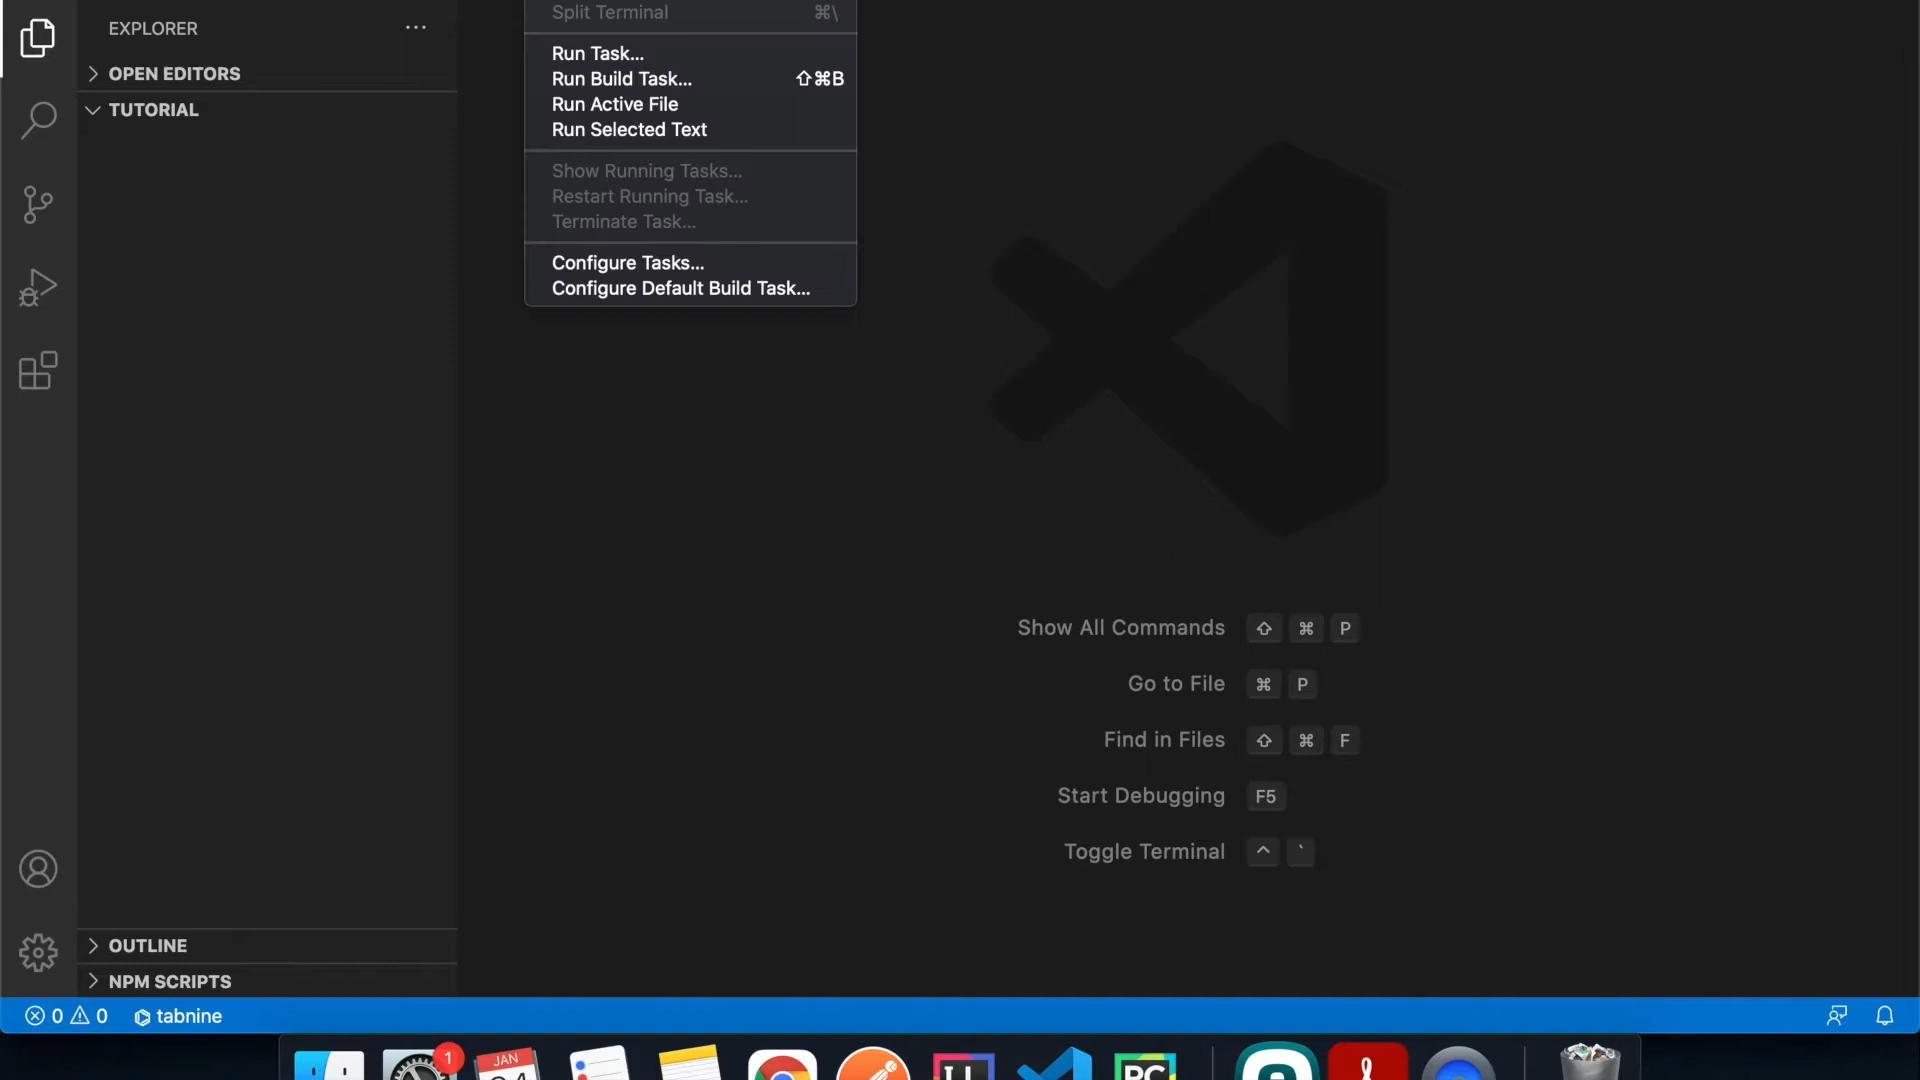 EXPLORER
OPEN EDITORS
TUTORIAL
Split Terminal ⌘\
Run Task...
Run Build Task... ⇧⌘B
Run Active File
Run Selected Text
Show Running Tasks...
Restart Running Task...
Terminate Task...
Configure Tasks...
Configure Default Build Task...
Show All Commands ⇧ ⌘ P
Go to File ⌘ P
Find in Files ⇧ ⌘ F
Start Debugging F5
Toggle Terminal ^ `
OUTLINE
NPM SCRIPTS
0 0 tabnine
1
JAN
PC